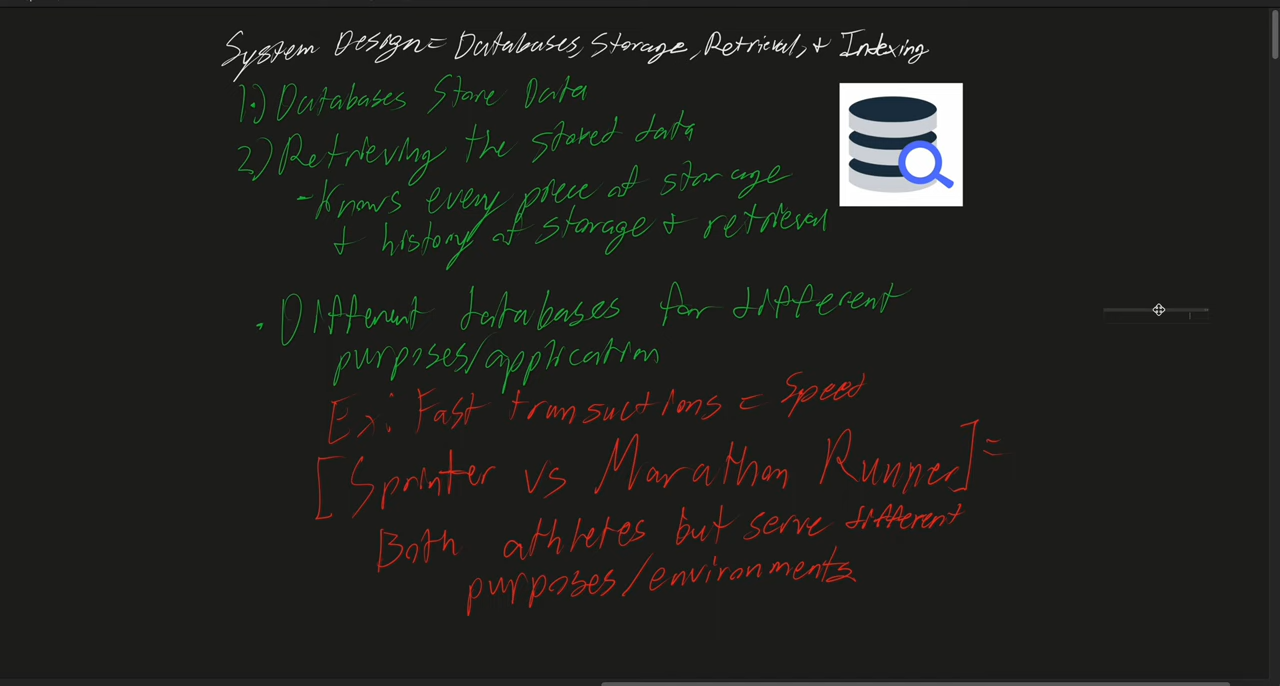 System Design = Databases, Storage, Retrieval, + Indexing
1.) Databases Store Data
2.) Retrieving the stored data
- Knows every piece of storage
+ history of storage + retrieval
• Different databases for different
purposes/application
Ex: Fast transactions = Speed
[Sprinter vs Marathon Runner] =
Both athletes but serve different
purposes/environments